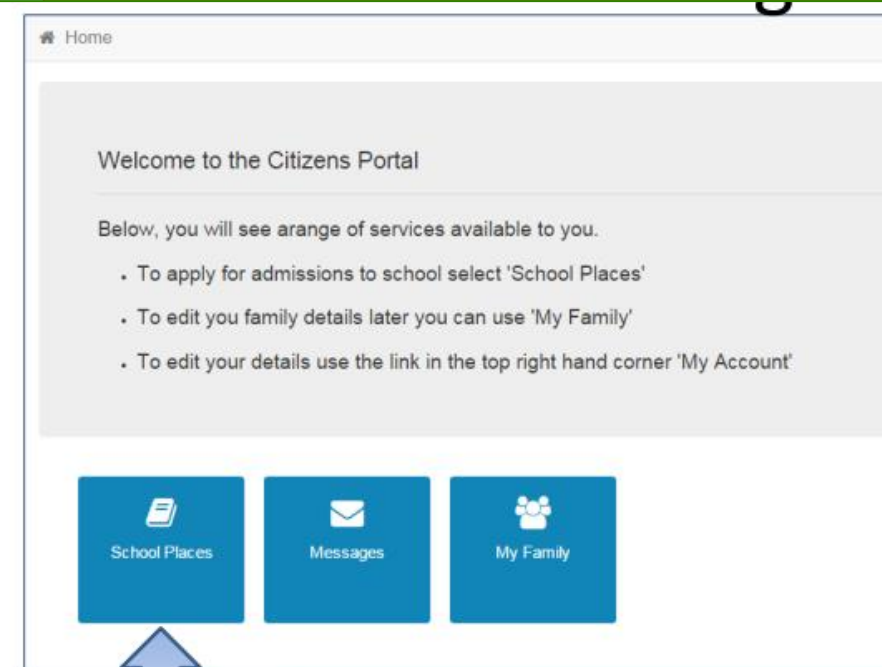 Home
Welcome to the Citizens Portal
Below, you will see arange of services available to you.
• To apply for admissions to school select 'School Places'
• To edit you family details later you can use 'My Family'
• To edit your details use the link in the top right hand corner 'My Account'
School Places
Messages
My Family